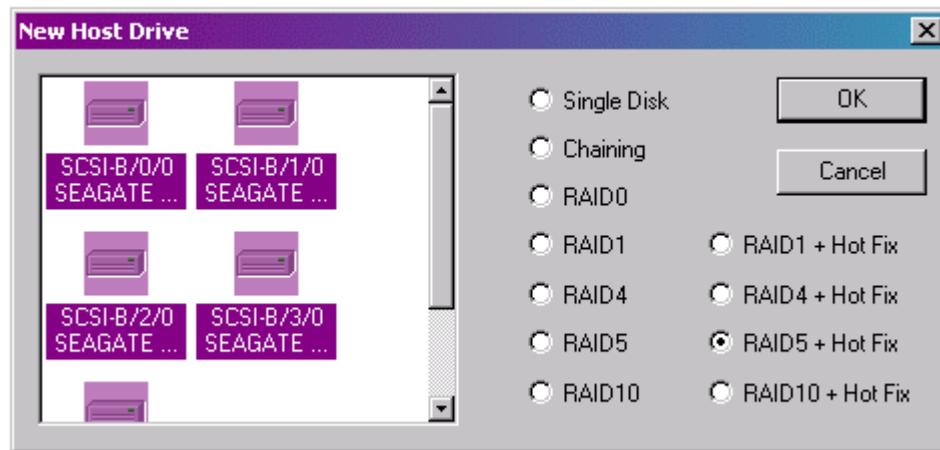 New Host Drive
SCSI-B/0/0
SEAGATE ...
SCSI-B/1/0
SEAGATE ...
SCSI-B/2/0
SEAGATE ...
SCSI-B/3/0
SEAGATE ...
Single Disk
Chaining
RAID0
RAID1
RAID4
RAID5
RAID10
RAID1 + Hot Fix
RAID4 + Hot Fix
RAID5 + Hot Fix
RAID10 + Hot Fix
OK
Cancel